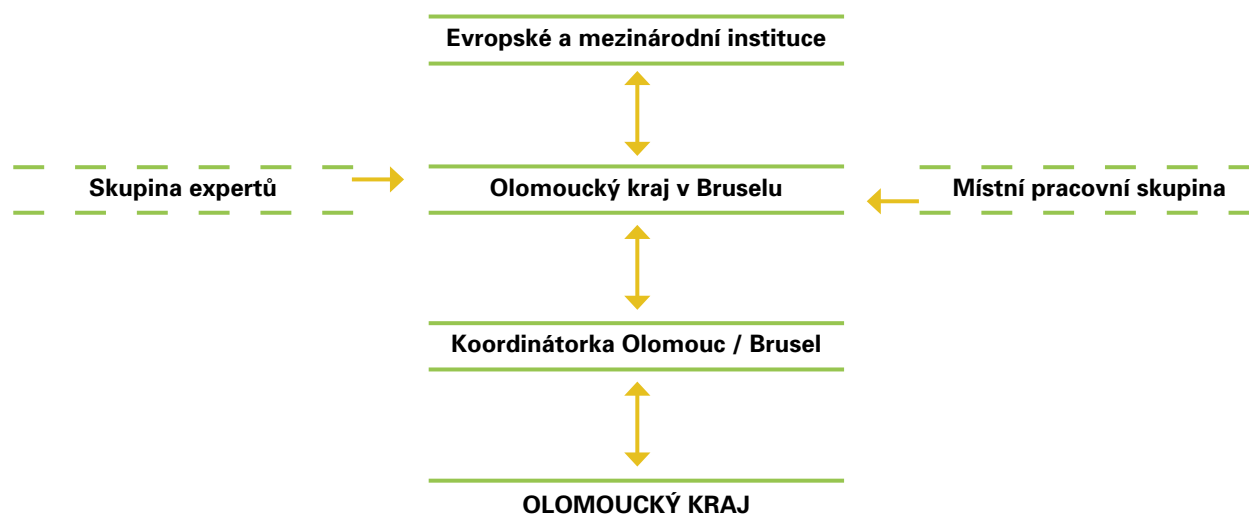 Evropské a mezinárodní instituce
Skupina expertů
Olomoucký kraj v Bruselu
Místní pracovní skupina
Koordinátorka Olomouc / Brusel
OLOMOUCKÝ KRAJ